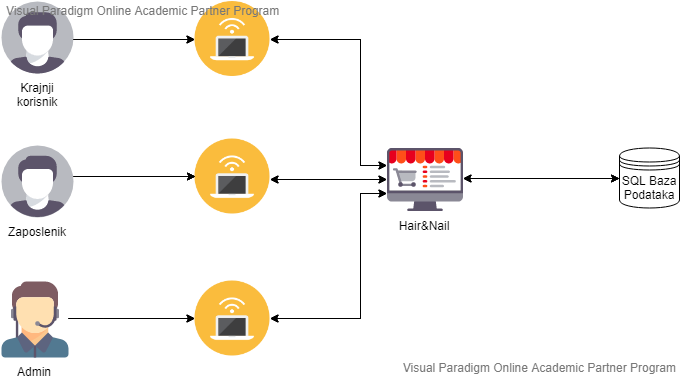 Visual Paradigm Online Academic Partner Program
Krajnji
korisnik
Zaposlenik
Hair&Nail
SQL Baza
Podataka
Admin
Visual Paradigm Online Academic Partner Program